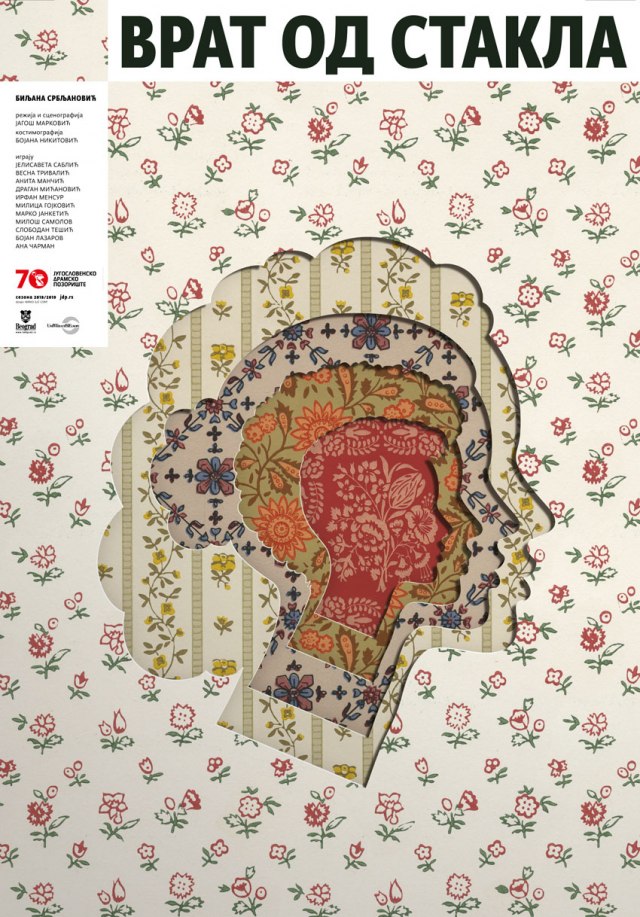 ВРАТ ОД СТАКЛА
БИЉАНА СРБЉАНОВИЋ
режија и сценографија
ЈАГОШ МАРКОВИЋ
костимографија
БОЈАНА НИКИТОВИЋ
играју
ЈЕЛИСАВЕТА САБЛИЋ
ВЕСНА ТРИВАЛИЋ
АНИТА МАНЧИЋ
ДРАГАН МИЋАНОВИЋ
ИРФАН МЕНСУР
МИЛИЦА ГОЈКОВИЋ
МАРКО ЈАНКЕТИЋ
МИЛОШ САМОЛОВ
СЛОБОДАН ТЕШИЋ
БОЈАН ЛАЗАРОВ
АНА ЧАРМАН
70 ЈУГОСЛОВЕНСКО
ДРАМСКО
ПОЗОРИШТЕ
сезона 2018/2019 jdp.rs
Beograd